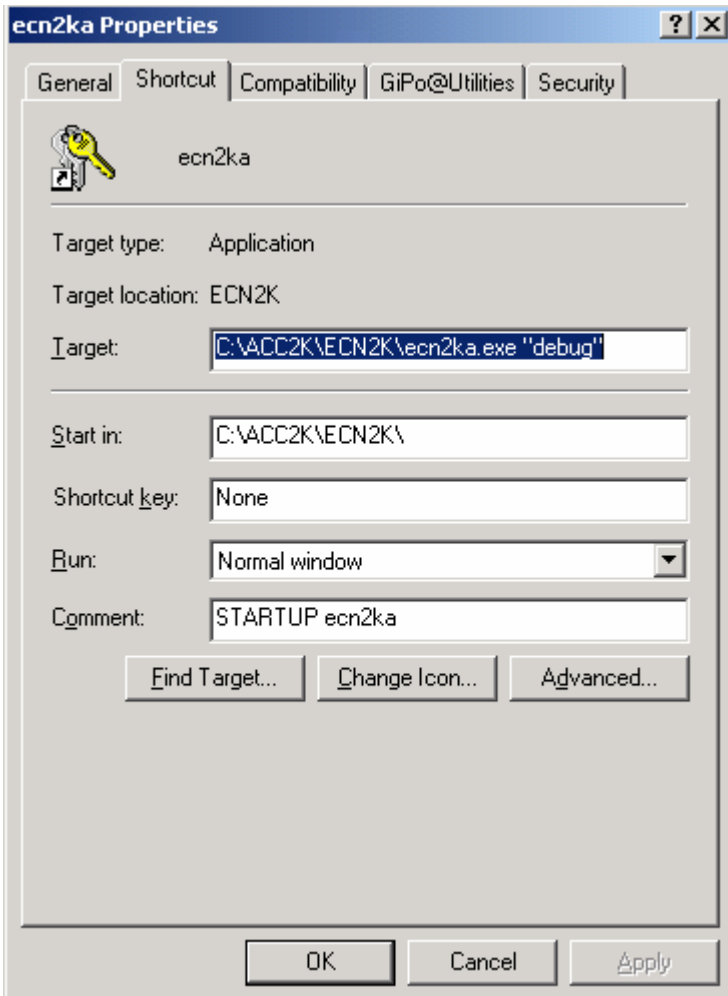 ecn2ka Properties
General Shortcut Compatibility GiPo@Utilities Security
ecn2ka
Target type: Application
Target location: ECN2K
Target: C:\ACC2K\ECN2K\ecn2ka.exe "debug"
Start in: C:\ACC2K\ECN2K\
Shortcut key: None
Run: Normal window
Comment: STARTUP ecn2ka
Find Target... Change Icon... Advanced...
OK Cancel Apply